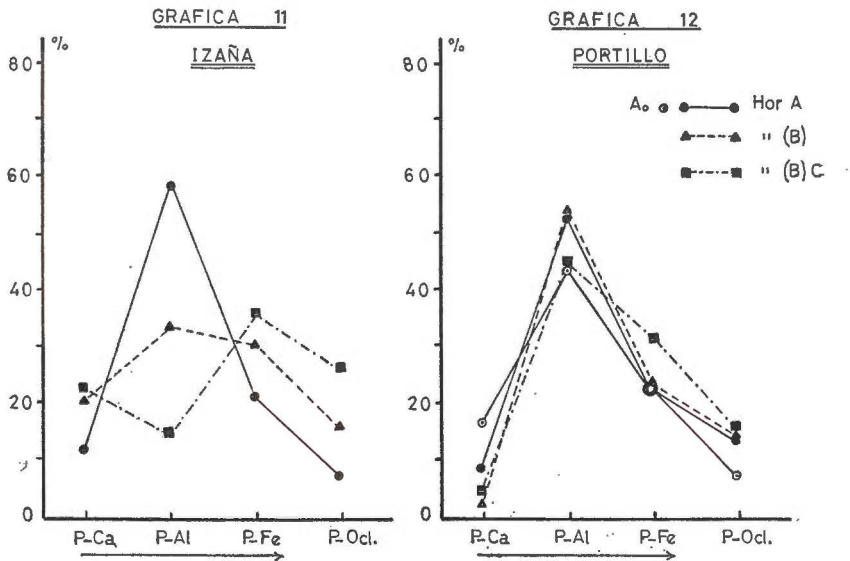 GRAFICA 11
IZAÑA
%
80
60
40
20
0
P-Ca P-Al P-Fe P-Ocl.
GRAFICA 12
PORTILLO
%
80
60
40
20
0
A₀ Hor A
" (B)
" (B) C
P-Ca P-Al P-Fe P-Ocl.